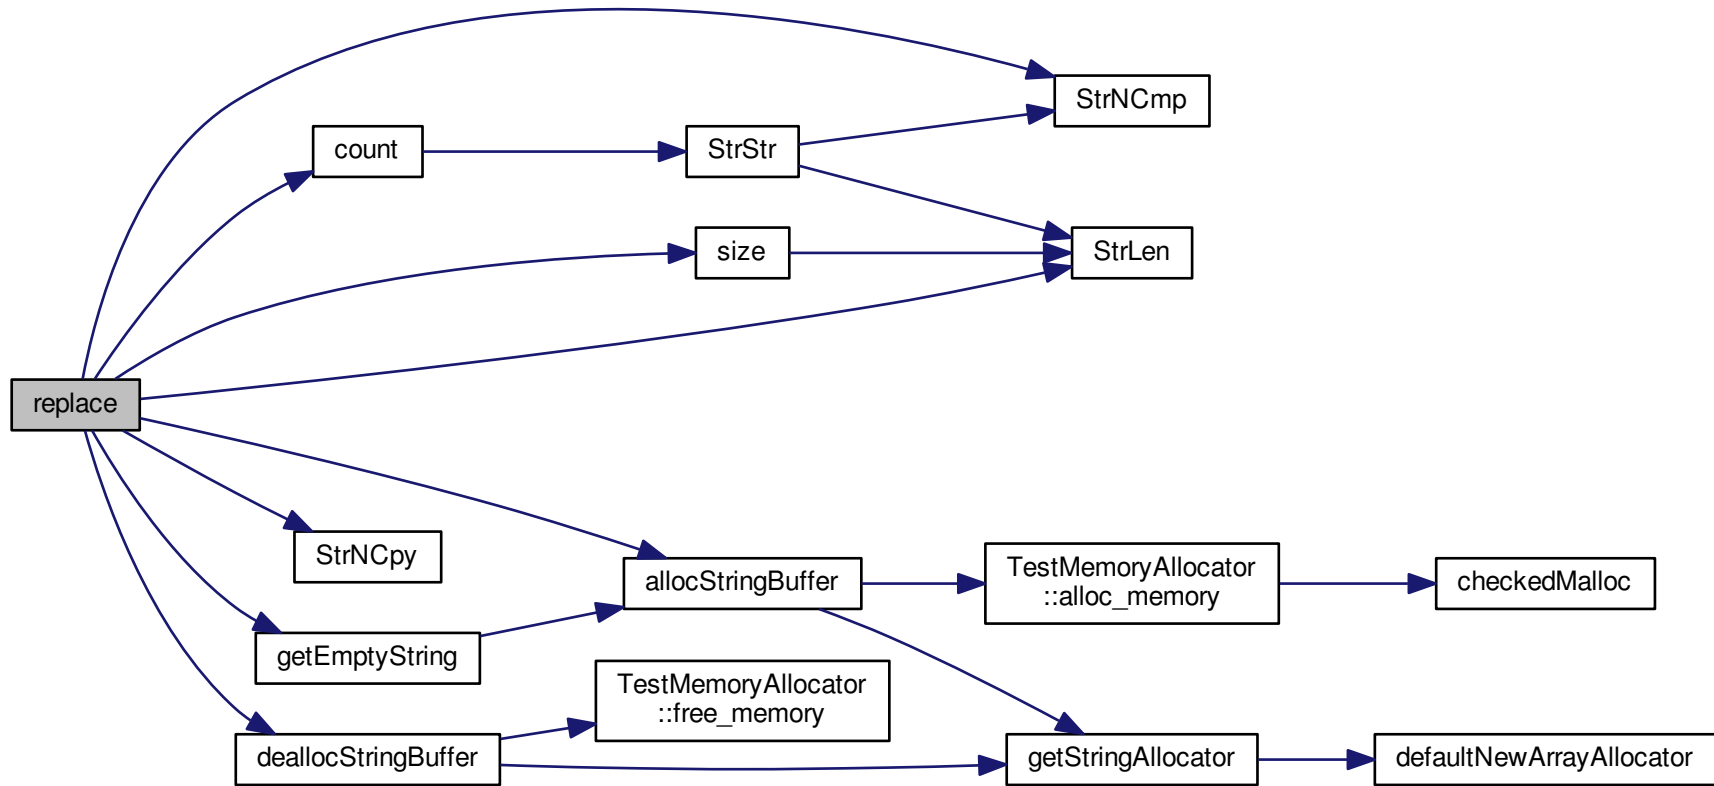 StrNCmp
count
StrStr
size
StrLen
replace
StrNCpy
allocStringBuffer
TestMemoryAllocator
::alloc_memory
checkedMalloc
getEmptyString
TestMemoryAllocator
::free_memory
deallocStringBuffer
getStringAllocator
defaultNewArrayAllocator